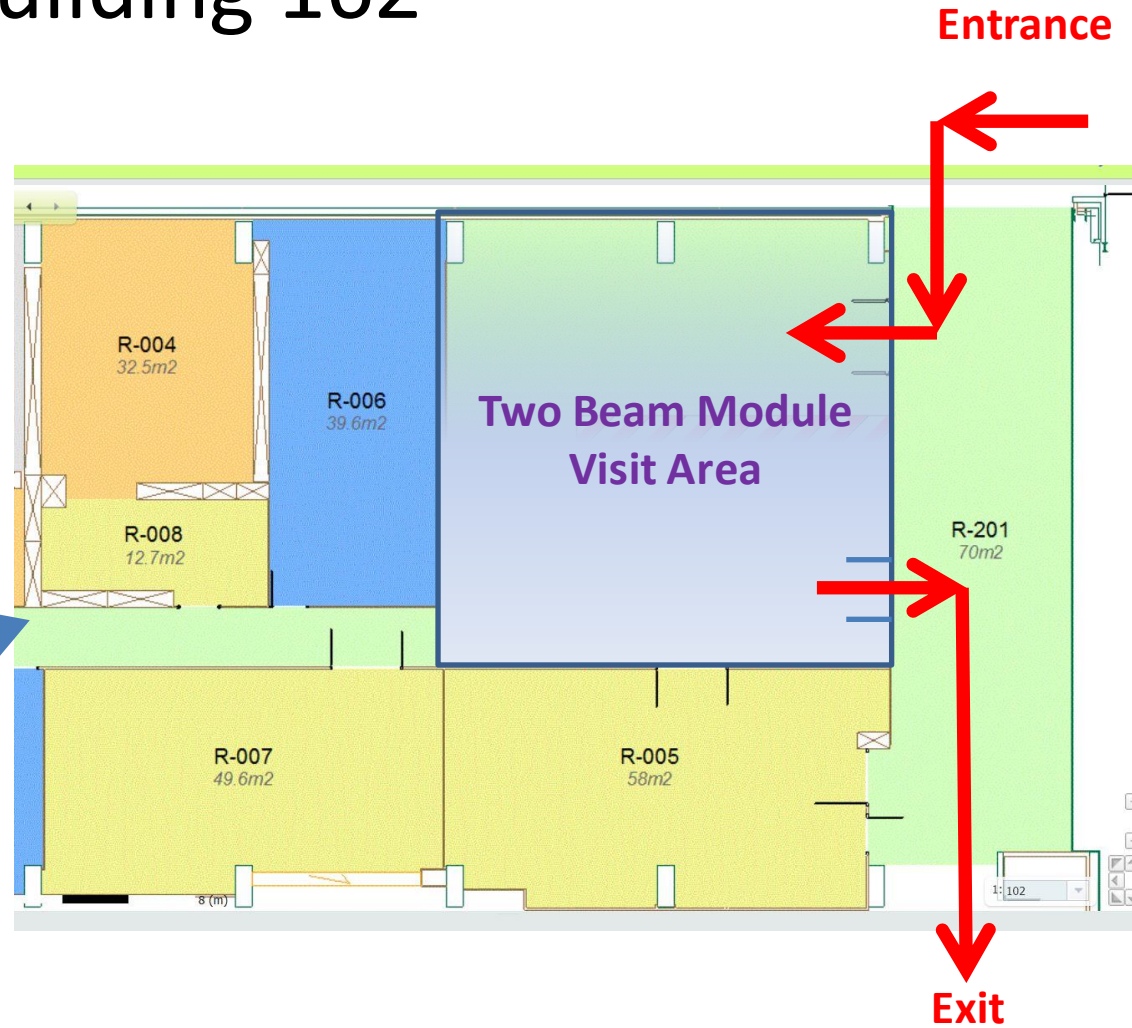 uilding 102
Entrance
R-004
32.5m2
R-006
39.6m2
Two Beam Module
Visit Area
R-008
12.7m2
R-201
70m2
R-007
49.6m2
R-005
58m2
8 (m)
1: 102
Exit